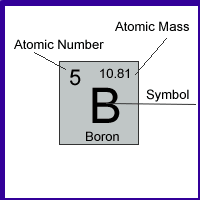 Atomic Mass
Atomic Number
5
10.81
B
Symbol
Boron